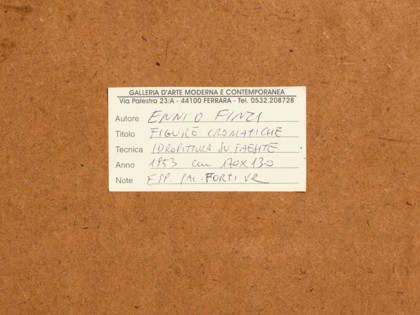 GALLERIA D'ARTE MODERNA E CONTEMPORANEA
Via Palestro 23/A - 44100 FERRARA - Tel. 0532.208728
Autore ENNIO FINZI
Titolo FIGURE CROMATICHE
Tecnica IDROPITTURA SU FAESITE
Anno 1953 cm 170X130
Note ESP. PAL. FORTI VR